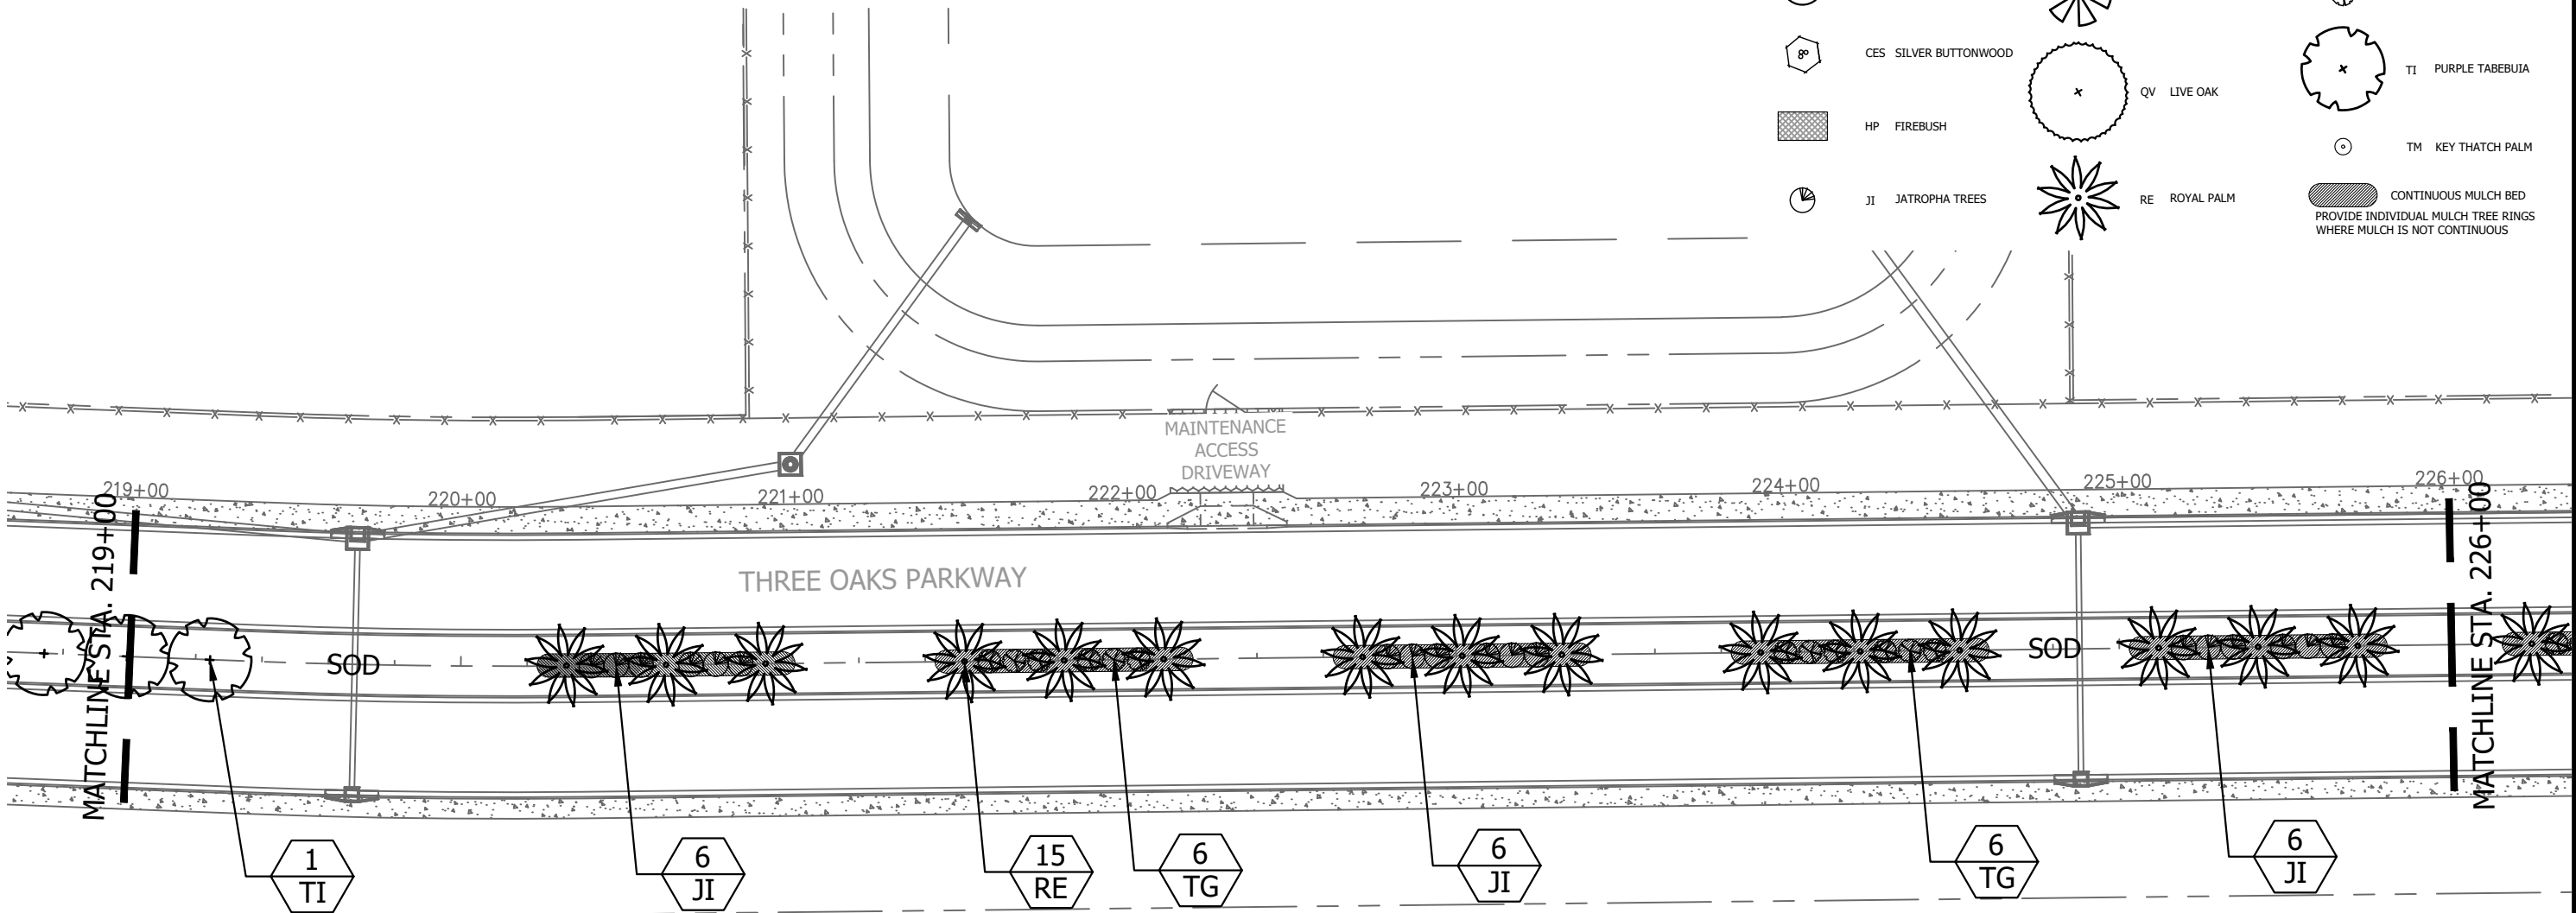 CES SILVER BUTTONWOOD
HP FIREBUSH
JI JATROPHA TREES
QV LIVE OAK
RE ROYAL PALM
TI PURPLE TABEBUIA
TM KEY THATCH PALM
CONTINUOUS MULCH BED
PROVIDE INDIVIDUAL MULCH TREE RINGS
WHERE MULCH IS NOT CONTINUOUS
MAINTENANCE
ACCESS
DRIVEWAY
219+00
220+00
221+00
222+00
223+00
224+00
225+00
226+00
THREE OAKS PARKWAY
MATCHLINE STA. 219+00
SOD
SOD
MATCHLINE STA. 226+00
1
TI
6
JI
15
RE
6
TG
6
JI
6
TG
6
JI